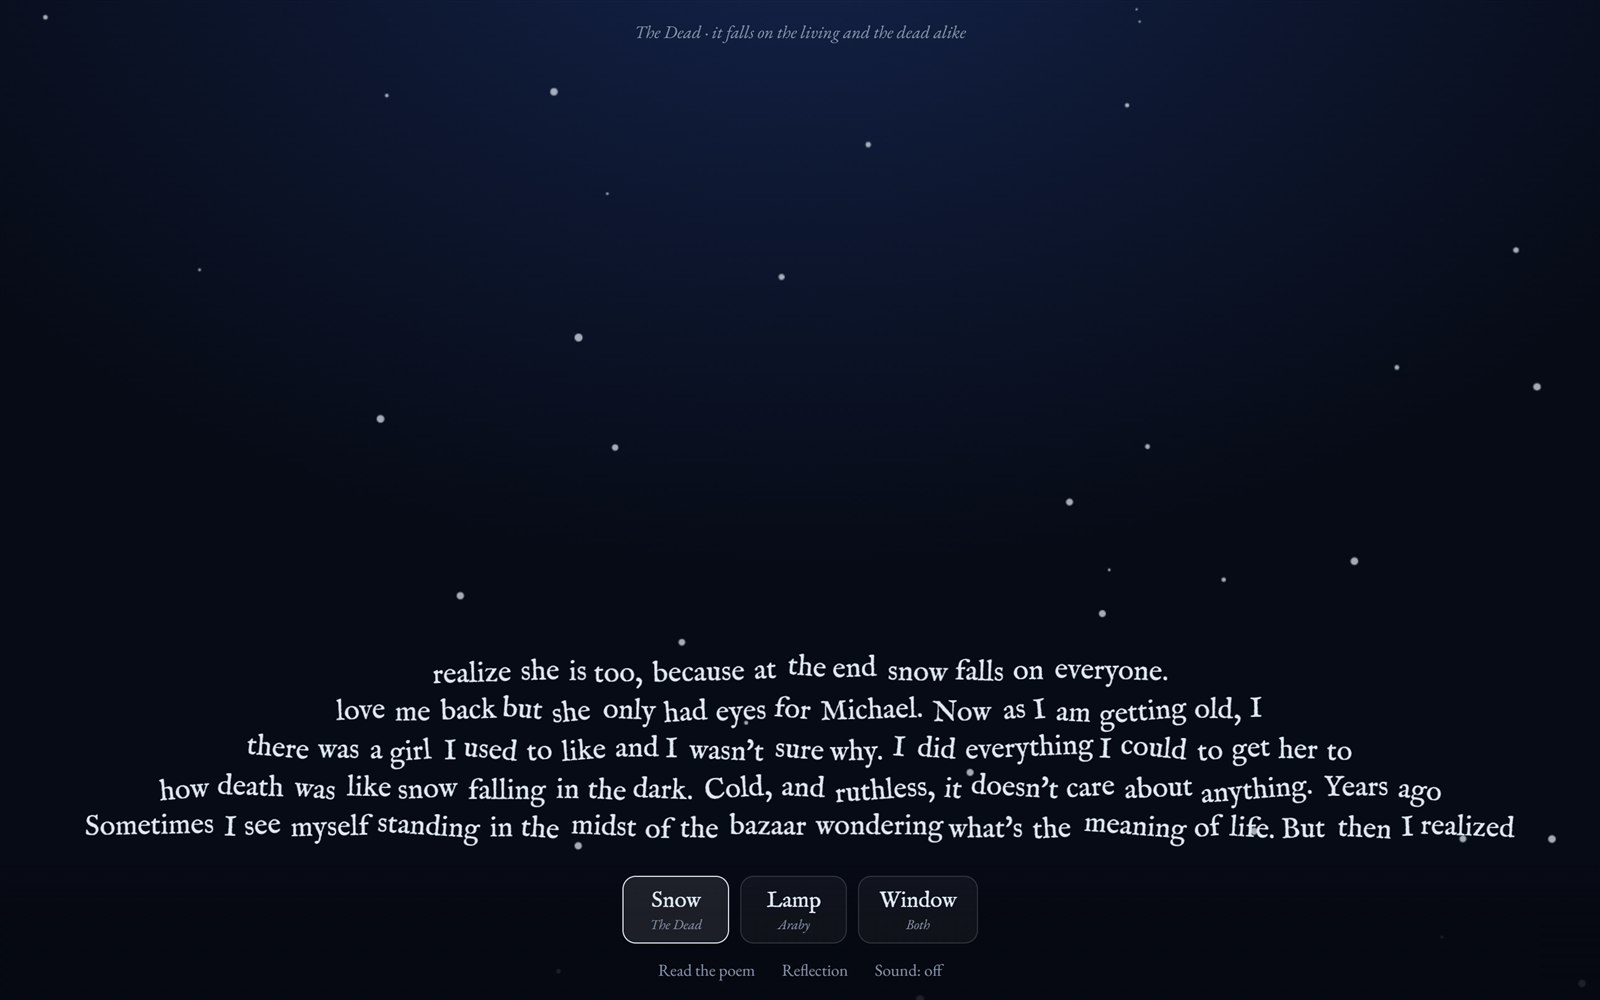 The Dead · it falls on the living and the dead alike
realize she is too, because at the end snow falls on everyone.
love me back but she only had eyes for Michael. Now as I am getting old, I
there was a girl I used to like and I wasn’t sure why. I did everything I could to get her to
how death was like snow falling in the dark. Cold, and ruthless, it doesn’t care about anything. Years ago
Sometimes I see myself standing in the midst of the bazaar wondering what’s the meaning of life. But then I realized
Snow
The Dead
Lamp
Araby
Window
Both
Read the poem
Reflection
Sound: off